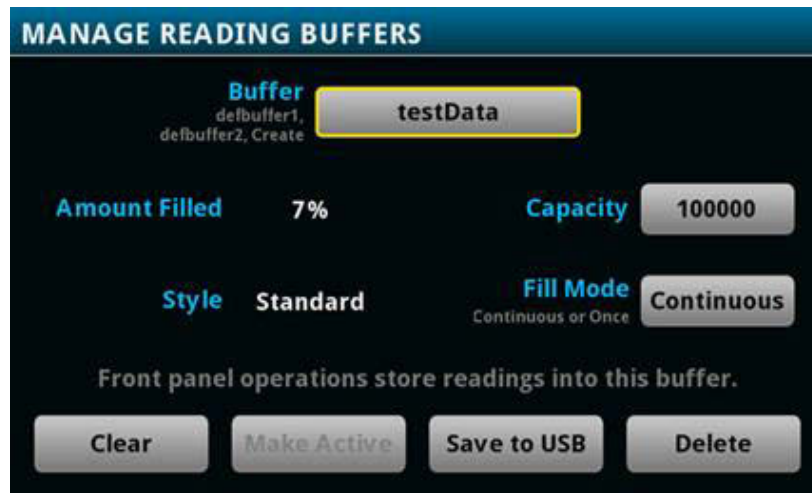 MANAGE READING BUFFERS
Buffer
defbuffer1,
defbuffer2, Create
testData
Amount Filled 7% Capacity 100000
Style Standard Fill Mode Continuous
Continuous or Once
Front panel operations store readings into this buffer.
Clear Make Active Save to USB Delete